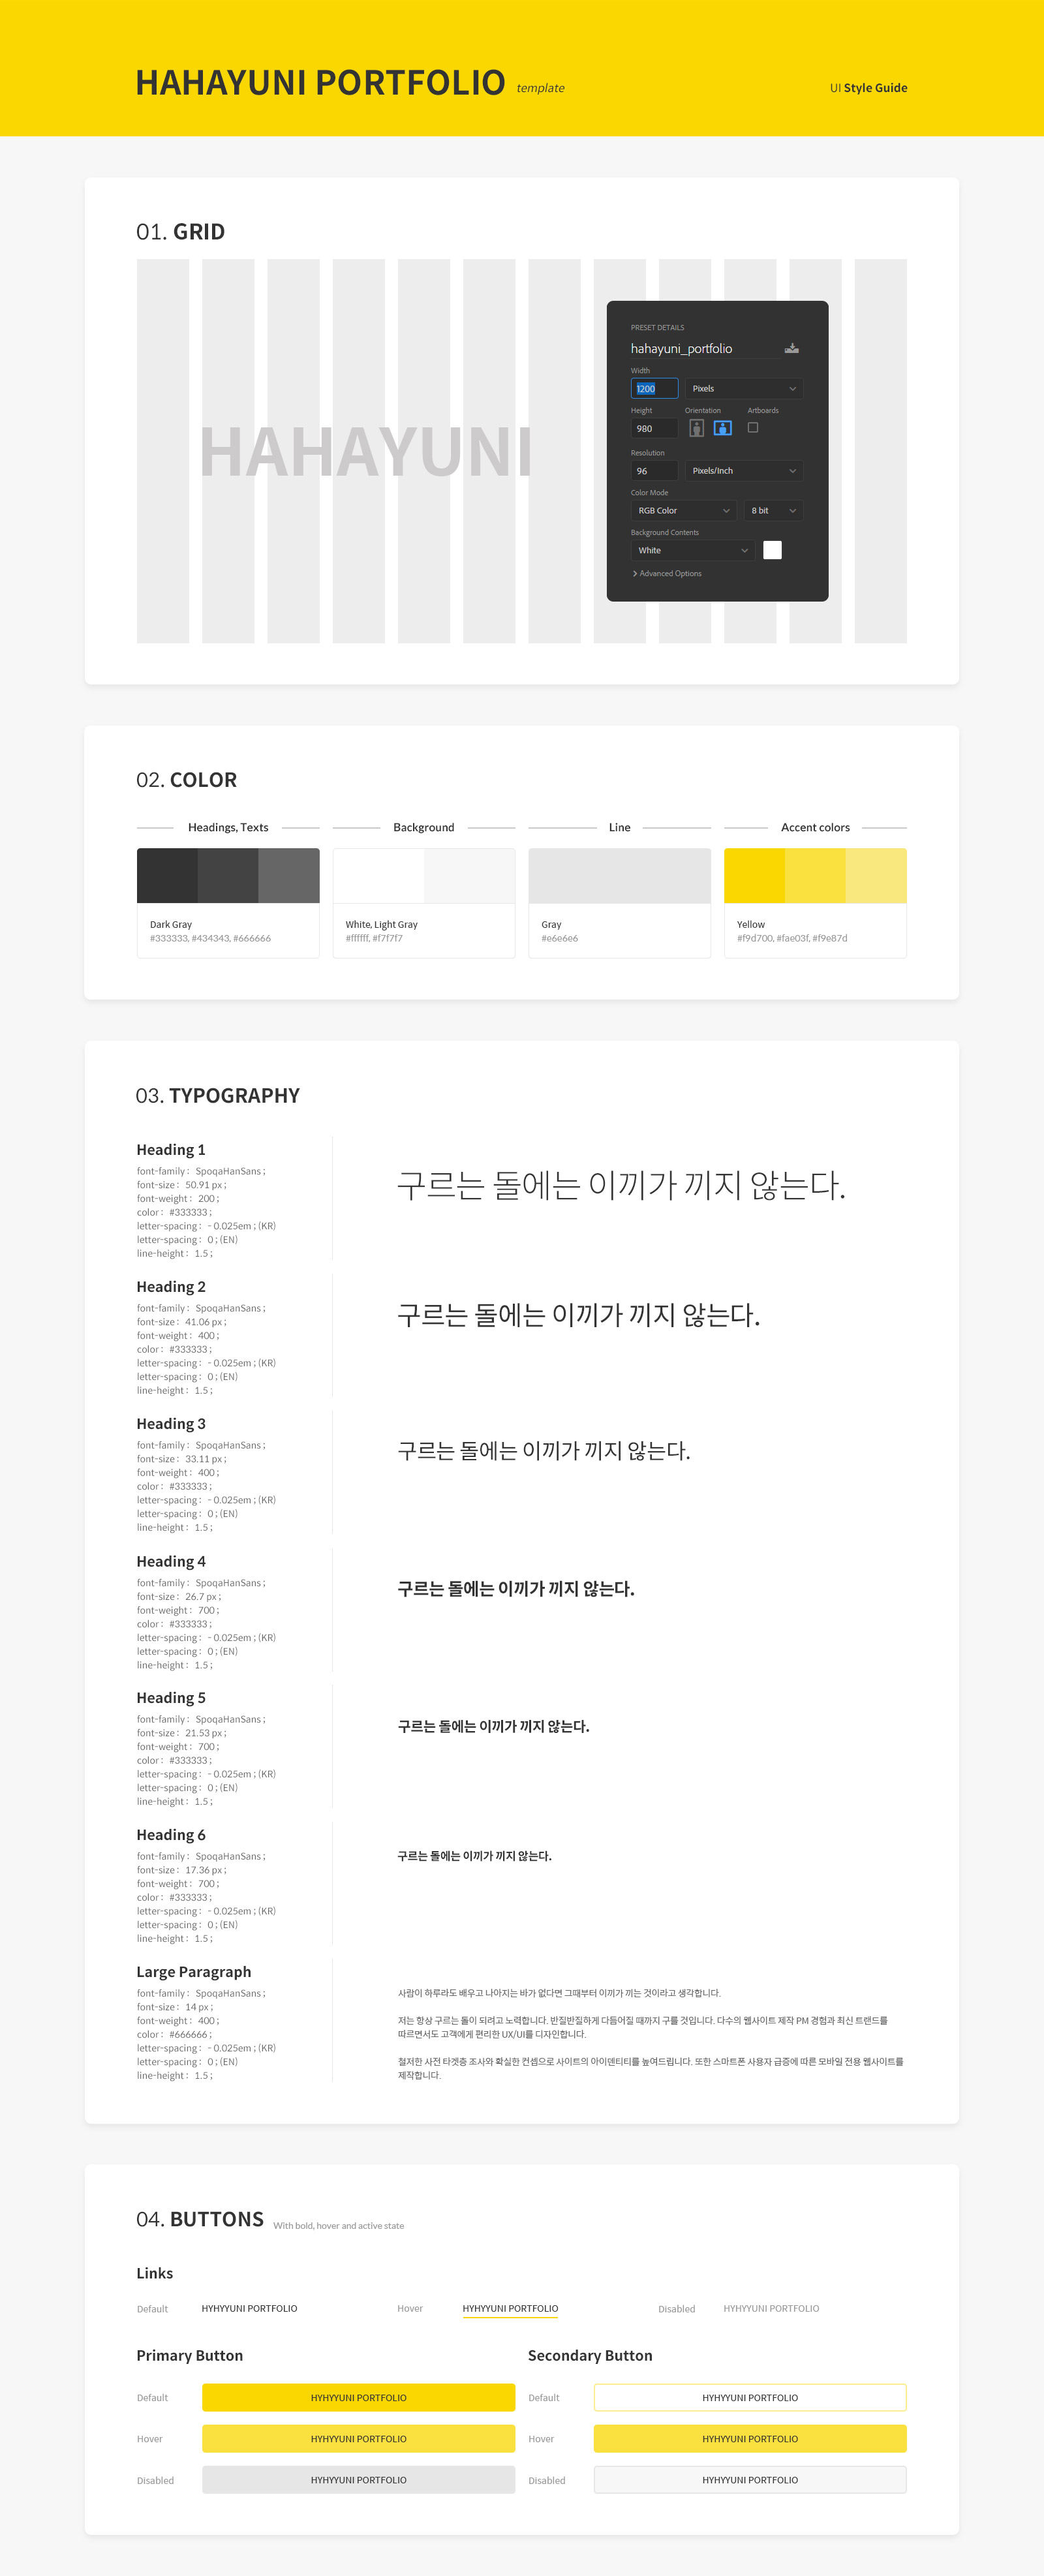 HAHAYUNI PORTFOLIO template
UI Style Guide
01. GRID
HAHAYUNI
PRESET DETAILS
hahayuni_portfolio
Width
1200 Pixels
Height Orientation Artboards
980
Resolution
96 Pixels/Inch
Color Mode
RGB Color 8 bit
Background Contents
White
Advanced Options
02. COLOR
Headings, Texts
Dark Gray
#333333, #434343, #666666
Background
White, Light Gray
#ffffff, #f7f7f7
Line
Gray
#e6e6e6
Accent colors
Yellow
#f9d700, #fae03f, #f9e87d
03. TYPOGRAPHY
Heading 1
font-family : SpoqaHanSans ;
font-size : 50.91 px ;
font-weight : 200 ;
color : #333333 ;
letter-spacing : - 0.025em ; (KR)
letter-spacing : 0 ; (EN)
line-height : 1.5 ;
구르는 돌에는 이끼가 끼지 않는다.
Heading 2
font-family : SpoqaHanSans ;
font-size : 41.06 px ;
font-weight : 400 ;
color : #333333 ;
letter-spacing : - 0.025em ; (KR)
letter-spacing : 0 ; (EN)
line-height : 1.5 ;
구르는 돌에는 이끼가 끼지 않는다.
Heading 3
font-family : SpoqaHanSans ;
font-size : 33.11 px ;
font-weight : 400 ;
color : #333333 ;
letter-spacing : - 0.025em ; (KR)
letter-spacing : 0 ; (EN)
line-height : 1.5 ;
구르는 돌에는 이끼가 끼지 않는다.
Heading 4
font-family : SpoqaHanSans ;
font-size : 26.7 px ;
font-weight : 700 ;
color : #333333 ;
letter-spacing : - 0.025em ; (KR)
letter-spacing : 0 ; (EN)
line-height : 1.5 ;
구르는 돌에는 이끼가 끼지 않는다.
Heading 5
font-family : SpoqaHanSans ;
font-size : 21.53 px ;
font-weight : 700 ;
color : #333333 ;
letter-spacing : - 0.025em ; (KR)
letter-spacing : 0 ; (EN)
line-height : 1.5 ;
구르는 돌에는 이끼가 끼지 않는다.
Heading 6
font-family : SpoqaHanSans ;
font-size : 17.36 px ;
font-weight : 700 ;
color : #333333 ;
letter-spacing : - 0.025em ; (KR)
letter-spacing : 0 ; (EN)
line-height : 1.5 ;
구르는 돌에는 이끼가 끼지 않는다.
Large Paragraph
font-family : SpoqaHanSans ;
font-size : 14 px ;
font-weight : 400 ;
color : #666666 ;
letter-spacing : - 0.025em ; (KR)
letter-spacing : 0 ; (EN)
line-height : 1.5 ;
사람이 하루라도 배우고 나아지는 바가 없다면 그때부터 이끼가 끼는 것이라고 생각합니다.
저는 항상 구르는 돌이 되려고 노력합니다. 반질반질하게 다듬어질 때까지 구를 것입니다. 다수의 웹사이트 제작 PM 경험과 최신 트랜드를
따르면서도 고객에게 편리한 UX/UI를 디자인합니다.
철저한 사전 타겟층 조사와 확실한 컨셉으로 사이트의 아이덴티티를 높여드립니다. 또한 스마트폰 사용자 급증에 따른 모바일 전용 웹사이트를
제작합니다.
04. BUTTONS With bold, hover and active state
Links
Default HYHYYUNI PORTFOLIO
Hover HYHYYUNI PORTFOLIO
Disabled HYHYYUNI PORTFOLIO
Primary Button
Default HYHYYUNI PORTFOLIO
Hover HYHYYUNI PORTFOLIO
Disabled HYHYYUNI PORTFOLIO
Secondary Button
Default HYHYYUNI PORTFOLIO
Hover HYHYYUNI PORTFOLIO
Disabled HYHYYUNI PORTFOLIO